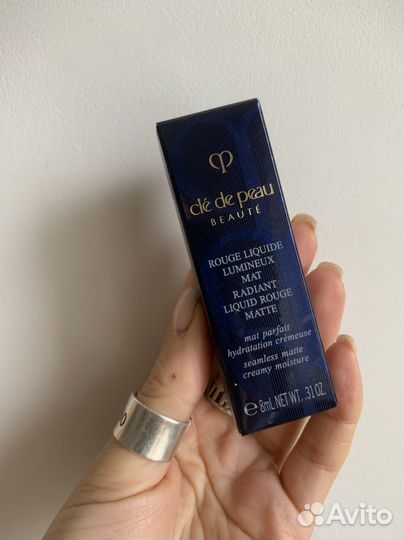 clé de peau
BEAUTÉ
ROUGE LIQUIDE
LUMINEUX
MAT
RADIANT
LIQUID ROUGE
MATTE
mat parfait
hydratation crémeuse
seamless matte
creamy moisture
℮8mL NET WT. .31 OZ.
Avito